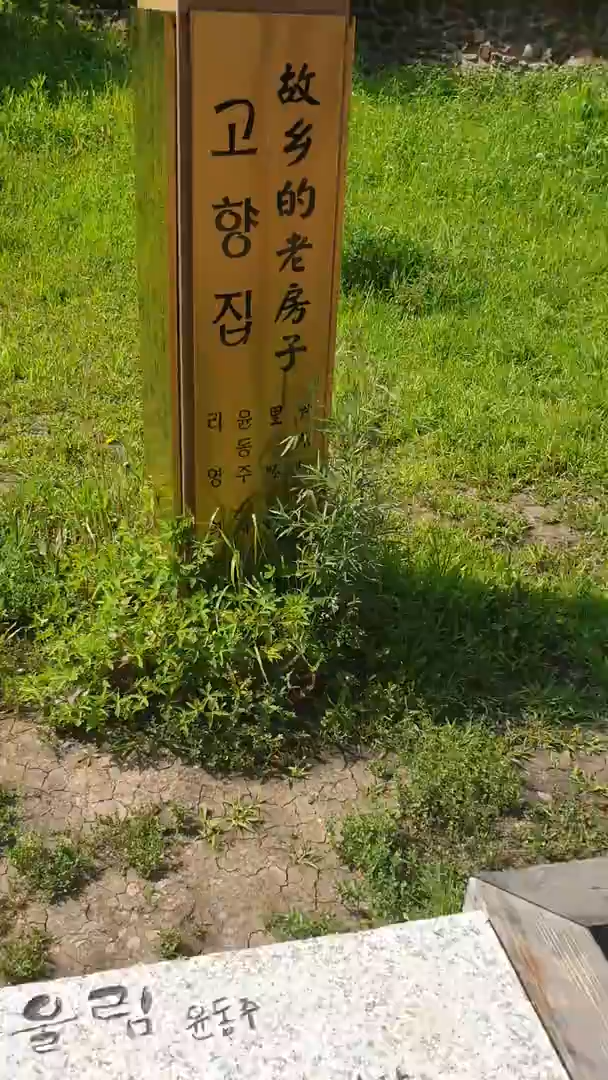 故乡的老房子
고향집
里
윤동주
리영
울림 윤동주